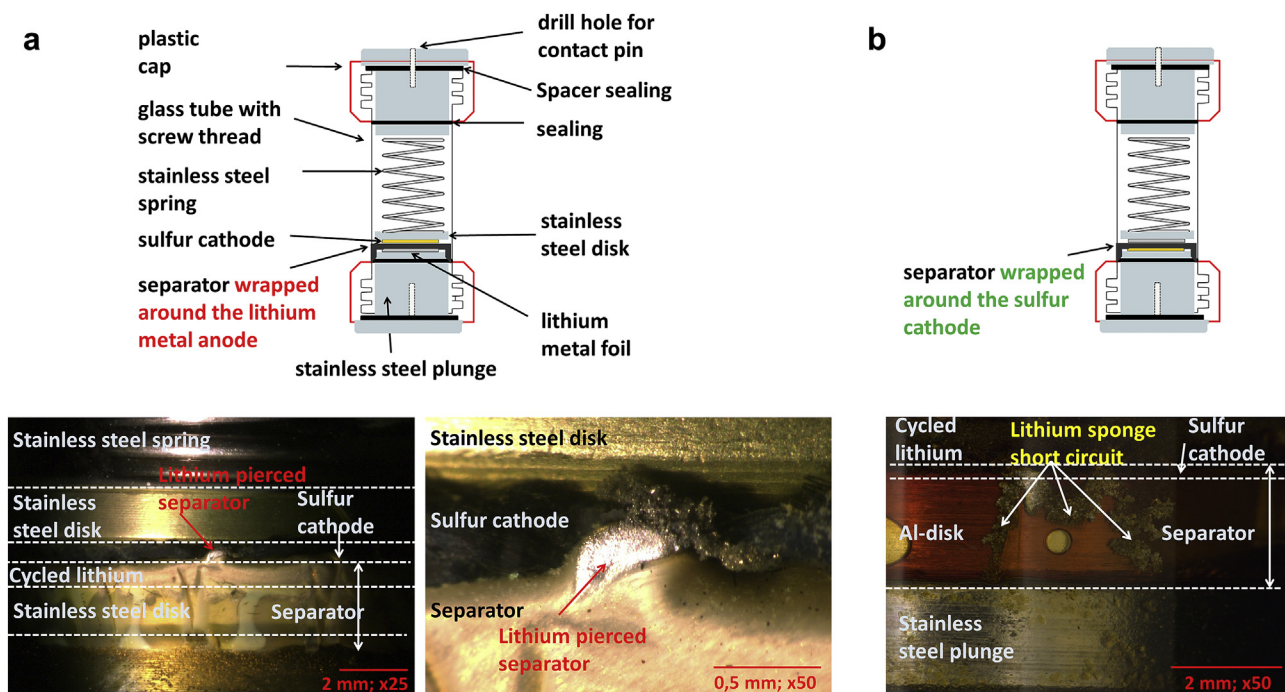 a
plastic
cap
glass tube with
screw thread
stainless steel
spring
sulfur cathode
separator wrapped
around the lithium
metal anode
drill hole for
contact pin
Spacer sealing
sealing
stainless
steel disk
lithium
metal foil
stainless steel plunge
b
separator wrapped
around the sulfur
cathode
Stainless steel spring
Lithium pierced
separator
Stainless
steel disk
Sulfur
cathode
Cycled lithium
Stainless steel disk
Separator
2 mm; x25
Stainless steel disk
Sulfur cathode
Separator
Lithium pierced
separator
0,5 mm; x50
Cycled
lithium
Lithium sponge
short circuit
Sulfur
cathode
Al-disk
Separator
Stainless
steel plunge
2 mm; x50